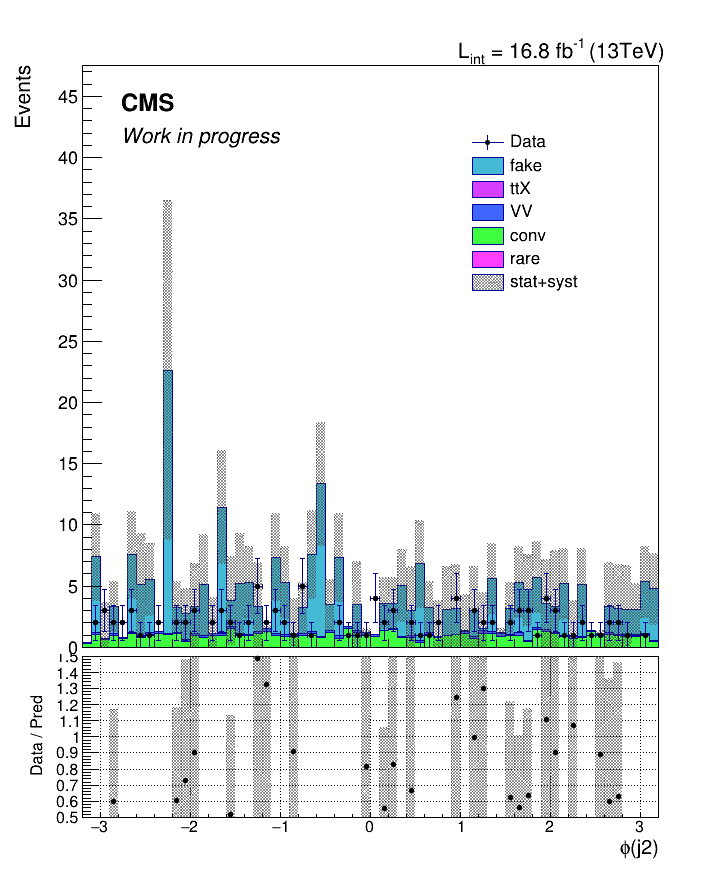 L_int = 16.8 fb^-1 (13TeV)
Events
CMS
Work in progress
Data
fake
ttX
VV
conv
rare
stat+syst
45
40
35
30
25
20
15
10
5
0
1.5
1.4
1.3
1.2
1.1
1
0.9
0.8
0.7
0.6
0.5
Data / Pred
−3 −2 −1 0 1 2 3
ϕ(j2)